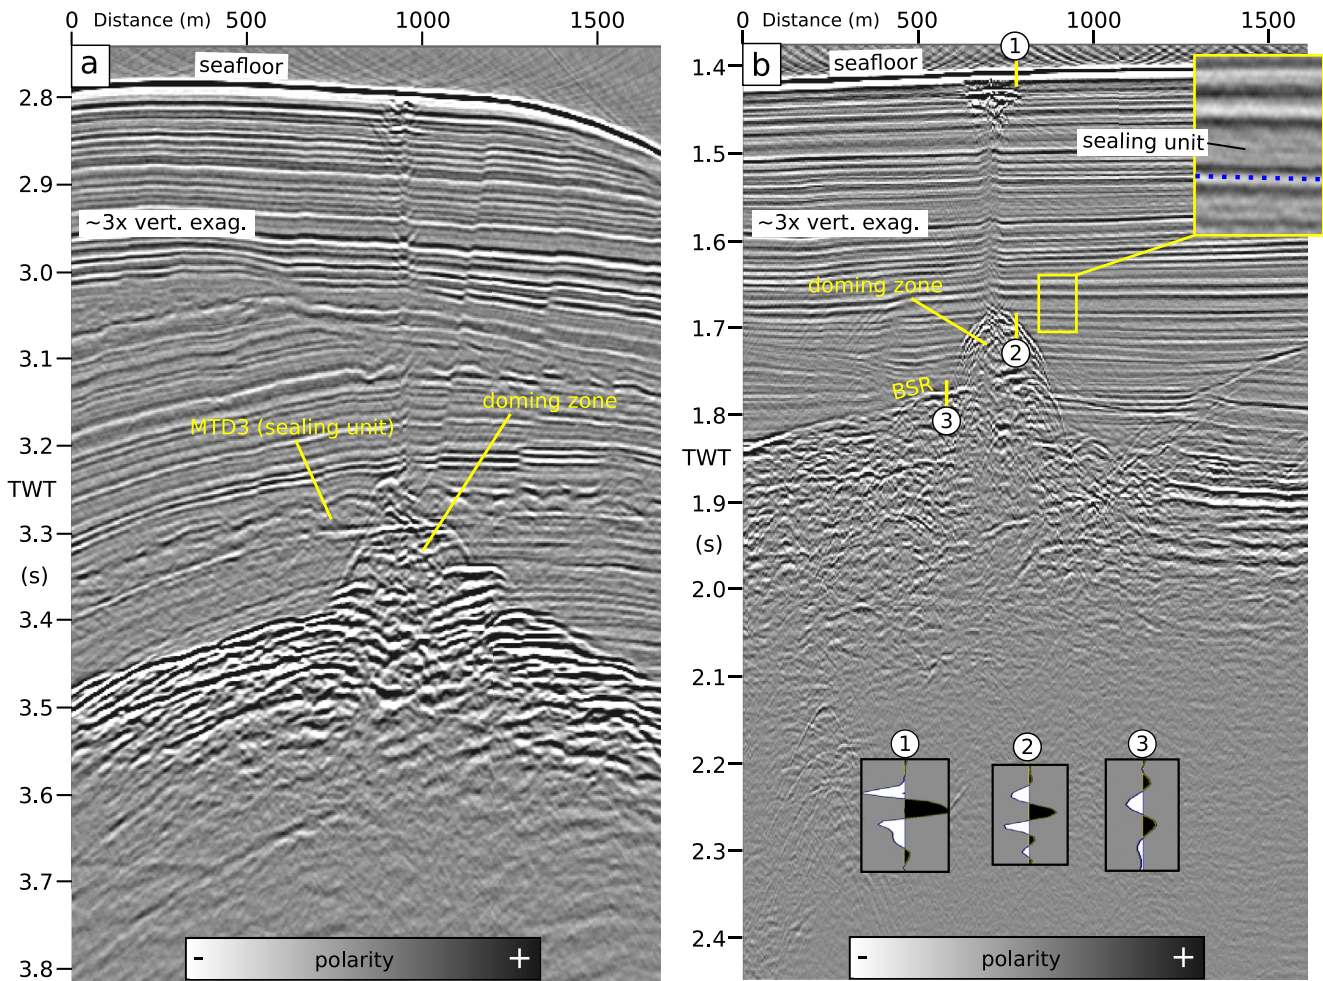 0 Distance (m) 500 1000 1500
a
seafloor
2.8
2.9
~3x vert. exag.
3.0
3.1
doming zone
MTD3 (sealing unit)
3.2
TWT
3.3
(s)
3.4
3.5
3.6
3.7
3.8
- polarity +
0 Distance (m) 500 1000 1500
1
1.4
b
seafloor
sealing unit
1.5
~3x vert. exag.
1.6
doming zone
1.7
2
BSR
3
1.8
TWT
1.9
(s)
2.0
2.1
2.2
1 2 3
2.3
2.4
- polarity +